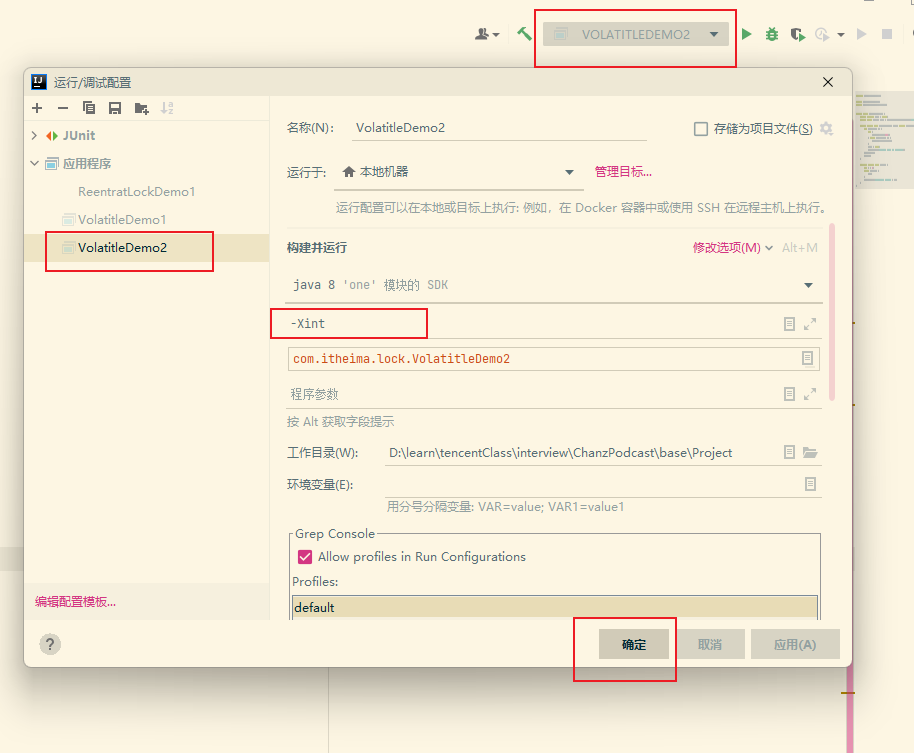 VOLATITLEDEMO2
运行/调试配置
JUnit
应用程序
ReentratLockDemo1
VolatitleDemo1
VolatitleDemo2
编辑配置模板...
名称(N): VolatitleDemo2 存储为项目文件(S)
运行于: 本地机器 管理目标...
运行配置可以在本地或目标上执行: 例如，在 Docker 容器中或使用 SSH 在远程主机上执行。
构建并运行 修改选项(M) Alt+M
java 8 'one' 模块的 SDK
-Xint
com.itheima.lock.VolatitleDemo2
程序参数
按 Alt 获取字段提示
工作目录(W): D:\learn\tencentClass\interview\ChanzPodcast\base\Project
环境变量(E):
用分号分隔变量: VAR=value; VAR1=value1
Grep Console
Allow profiles in Run Configurations
Profiles:
default
? 确定 取消 应用(A)